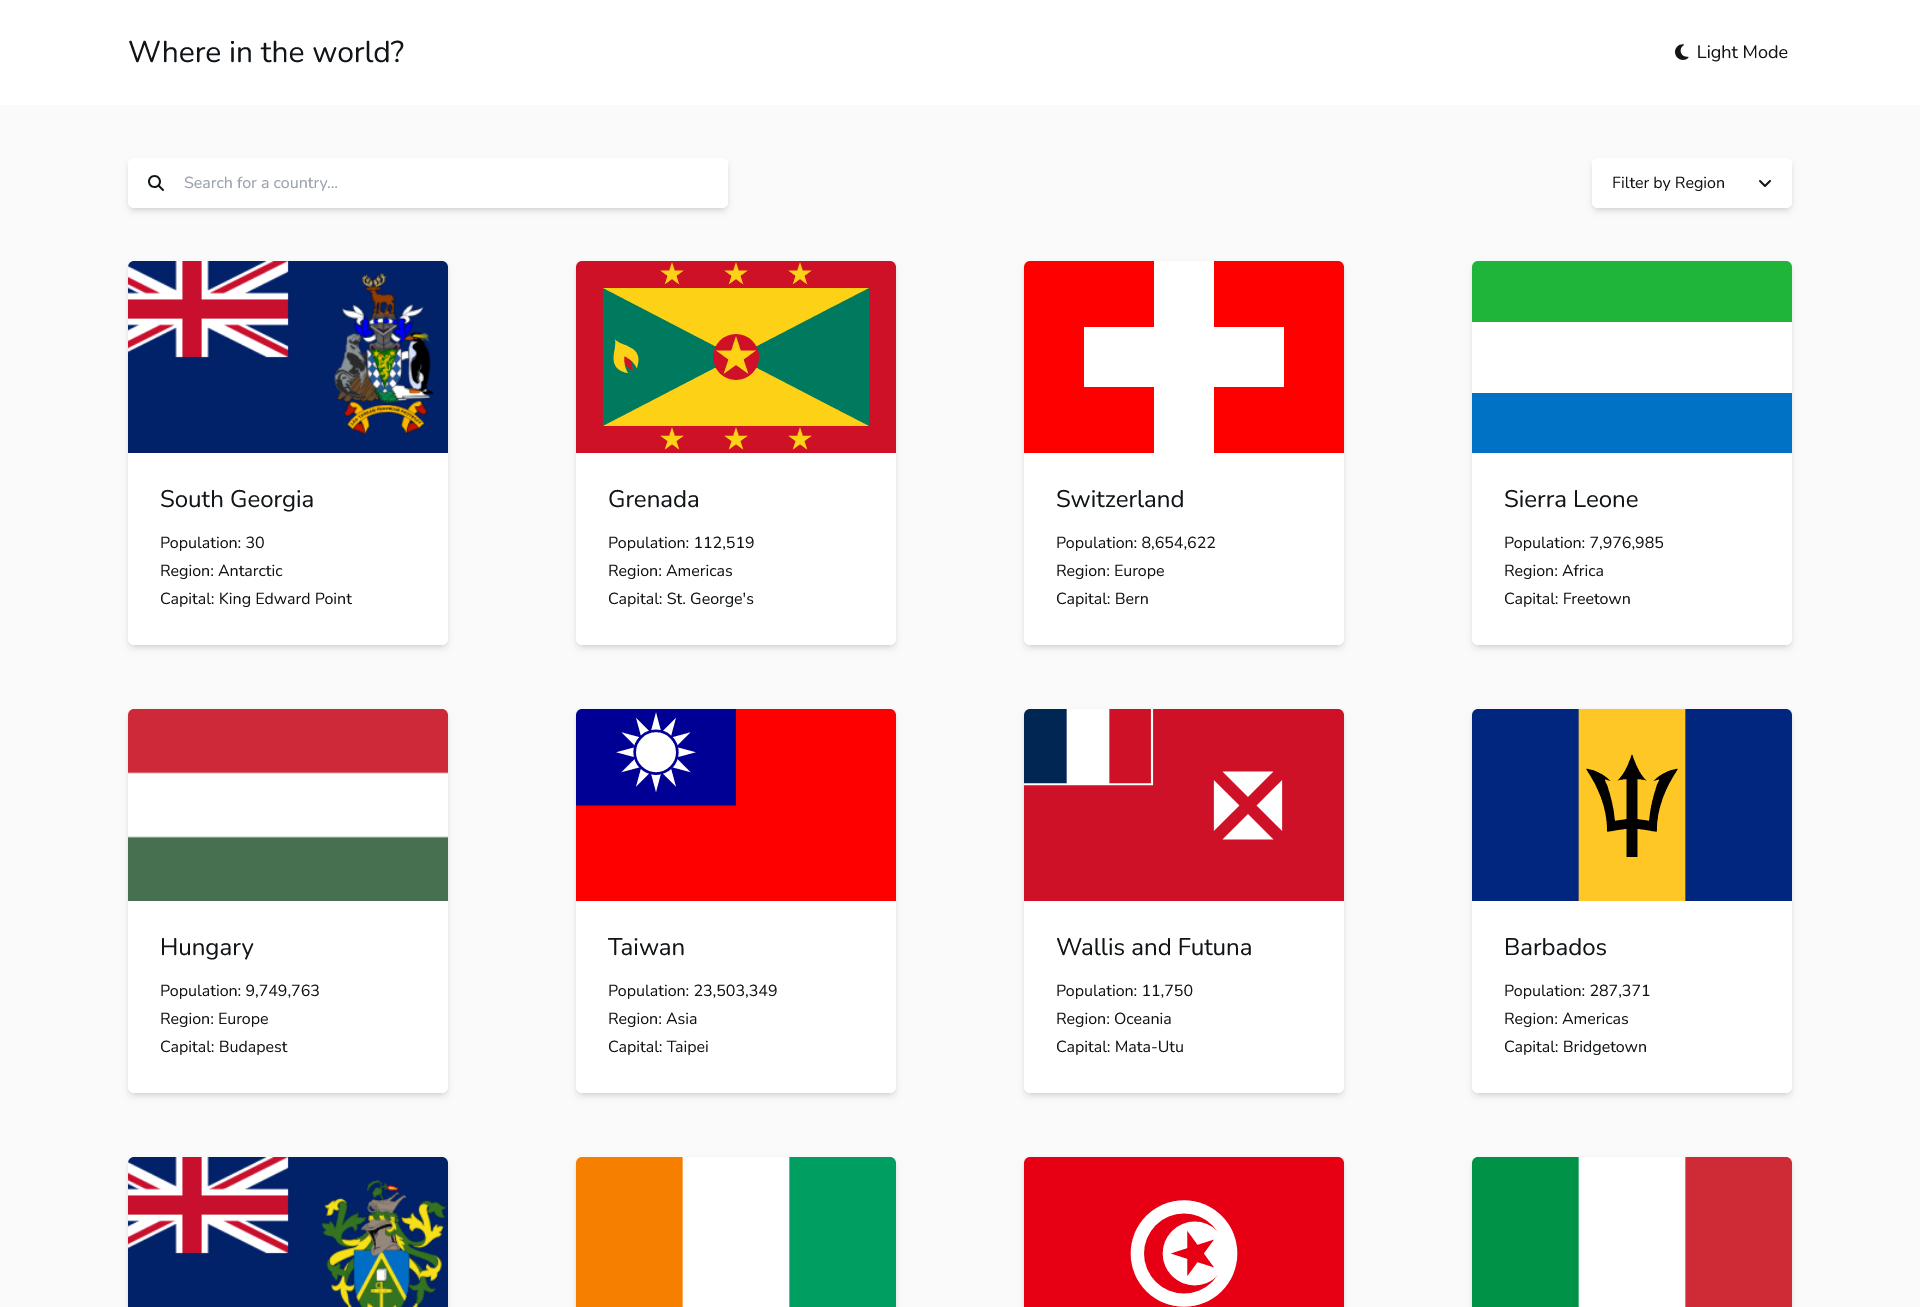 Where in the world?
Light Mode
Search for a country...
Filter by Region
South Georgia
Population: 30
Region: Antarctic
Capital: King Edward Point
Grenada
Population: 112,519
Region: Americas
Capital: St. George's
Switzerland
Population: 8,654,622
Region: Europe
Capital: Bern
Sierra Leone
Population: 7,976,985
Region: Africa
Capital: Freetown
Hungary
Population: 9,749,763
Region: Europe
Capital: Budapest
Taiwan
Population: 23,503,349
Region: Asia
Capital: Taipei
Wallis and Futuna
Population: 11,750
Region: Oceania
Capital: Mata-Utu
Barbados
Population: 287,371
Region: Americas
Capital: Bridgetown